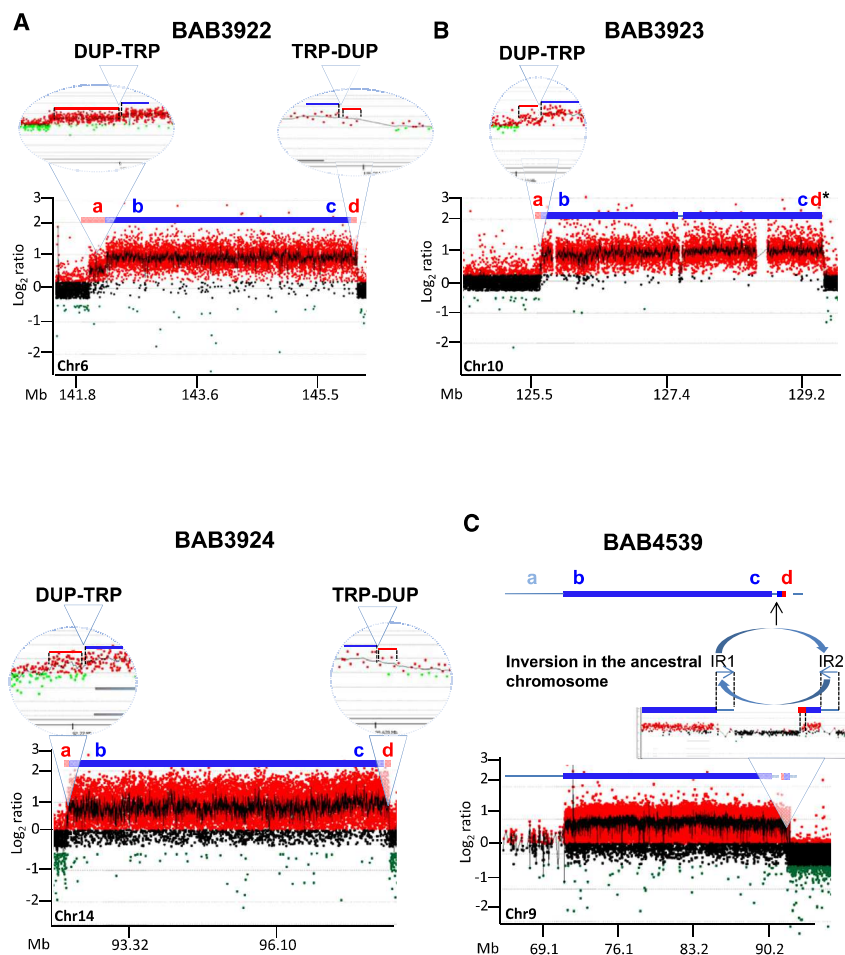 A
BAB3922
DUP-TRP
TRP-DUP
a
b
c
d
3
2
1
0
-1
-2
Log2 ratio
Chr6
Mb
141.8
143.6
145.5
B
BAB3923
DUP-TRP
a
b
c
d*
3
2
1
0
-1
-2
Log2 ratio
Chr10
Mb
125.5
127.4
129.2
BAB3924
DUP-TRP
TRP-DUP
a
b
c
d
3
2
1
0
-1
-2
Log2 ratio
Chr14
Mb
93.32
96.10
C
BAB4539
a
b
c
d
Inversion in the ancestral
chromosome
IR1
IR2
3
2
1
0
-1
-2
Log2 ratio
Chr9
Mb
69.1
76.1
83.2
90.2